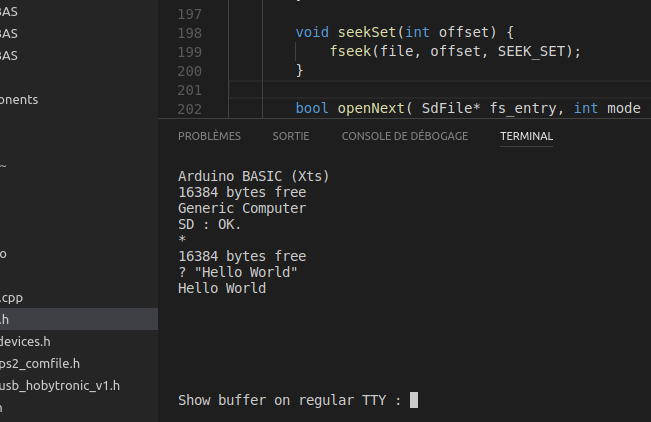 BAS
BAS
BAS
onents
~
o
.cpp
.h
devices.h
ps2_comfile.h
usb_hobytronic_v1.h
197
}
198 void seekSet(int offset) {
199 fseek(file, offset, SEEK_SET);
200 }
201
202 bool openNext( SdFile* fs_entry, int mode
PROBLÈMES SORTIE CONSOLE DE DÉBOGAGE TERMINAL
Arduino BASIC (Xts)
16384 bytes free
Generic Computer
SD : OK.
*
16384 bytes free
? "Hello World"
Hello World
Show buffer on regular TTY :